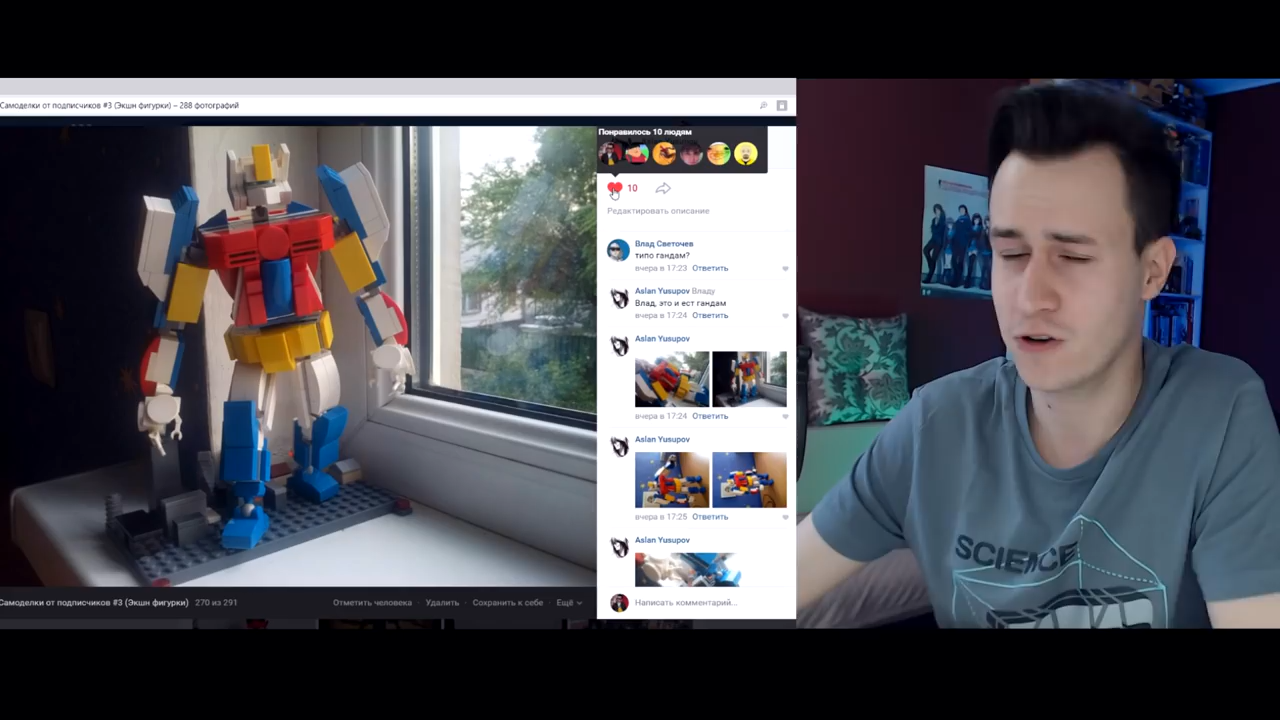 Самоделки от подписчиков #3 (Экшн фигурки) – 288 фотографий
Понравилось 10 людям
10
Редактировать описание
Влад Светочев
типо гандам?
вчера в 17:23 Ответить
Aslan Yusupov Владу
Влад, это и ест гандам
вчера в 17:24 Ответить
Aslan Yusupov
вчера в 17:24 Ответить
Aslan Yusupov
вчера в 17:25 Ответить
Aslan Yusupov
Написать комментарий...
Самоделки от подписчиков #3 (Экшн фигурки) 270 из 291
Отметить человека · Удалить · Сохранить к себе · Ещё
SCIENCE